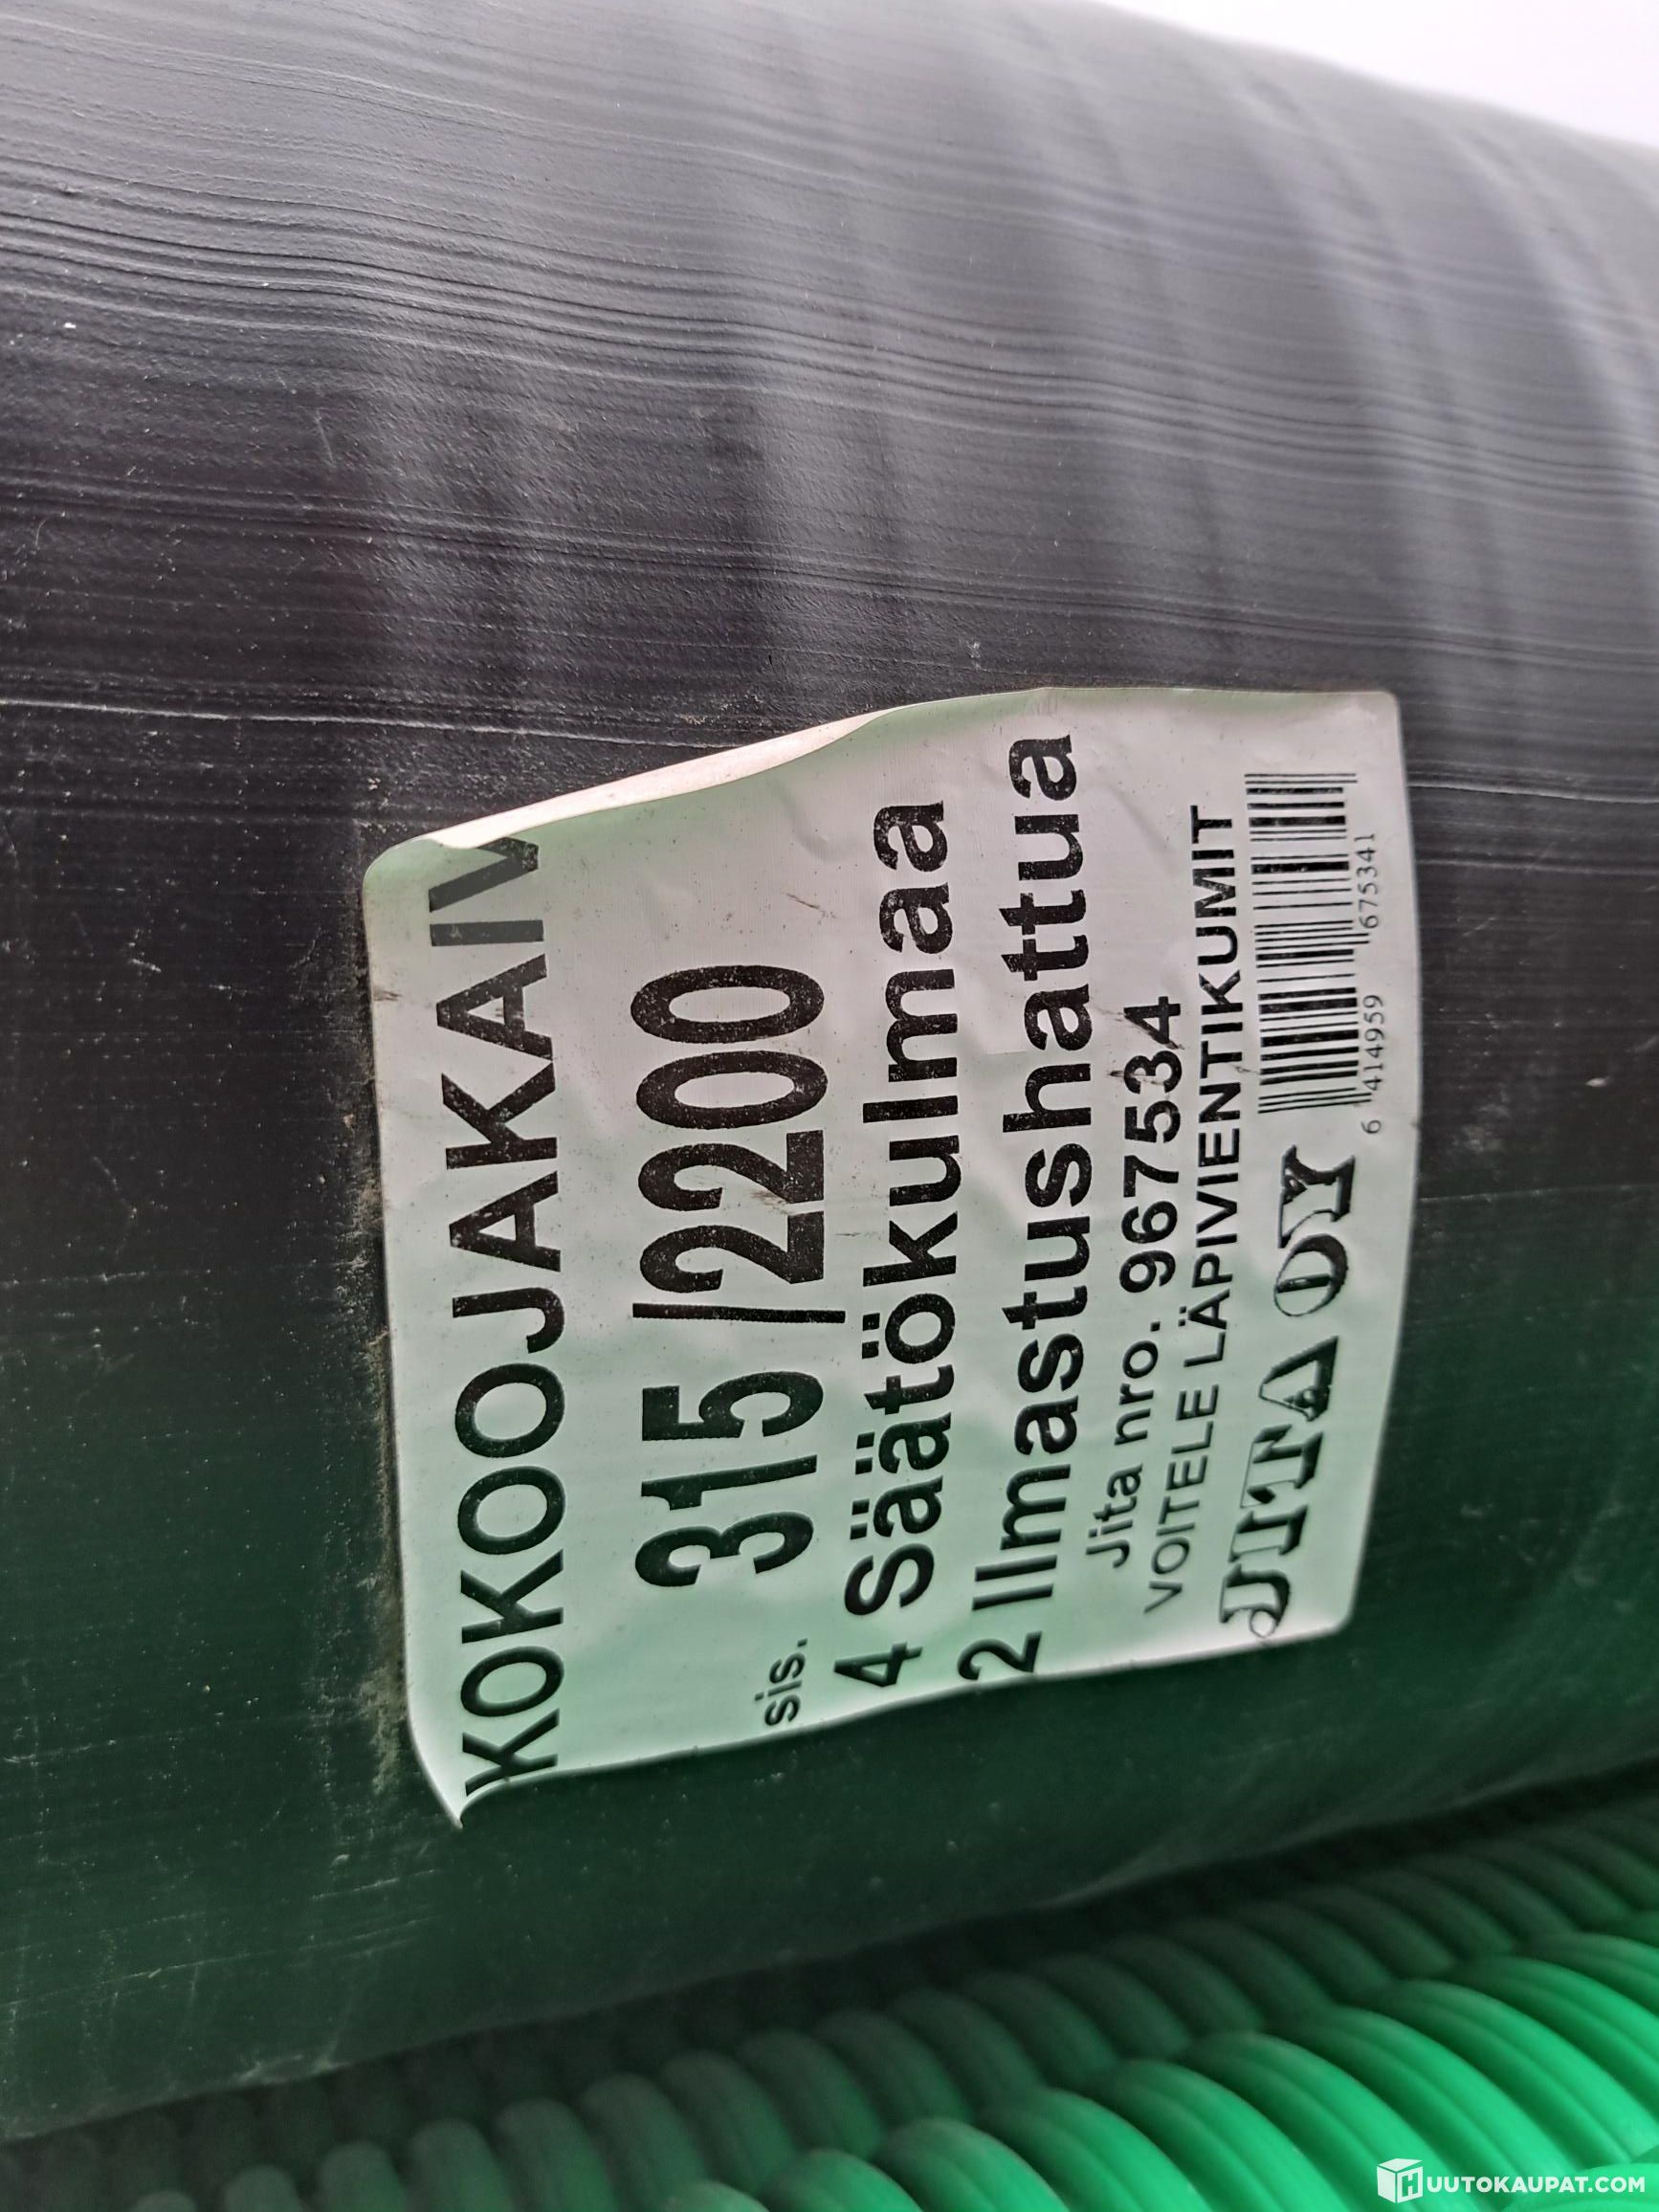 KOKOOJAKAIV
315/2200
sis.
4 Säätökulmaa
2 Ilmastushattua
Jita nro. 967534
VOITELE LÄPIVIENTIKUMIT
JITA OY
6 414959 675341
HUUTOKAUPAT.COM